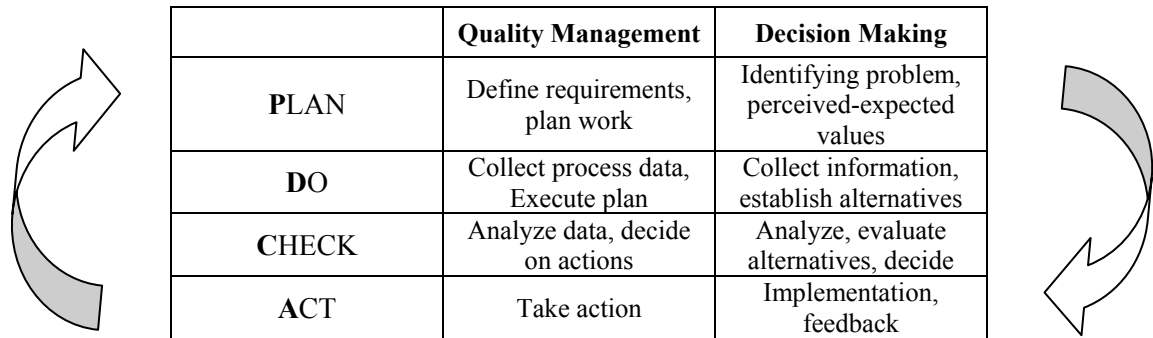 Quality Management Decision Making
PLAN
Define requirements,
plan work
Identifying problem,
perceived-expected
values
DO
Collect process data,
Execute plan
Collect information,
establish alternatives
CHECK
Analyze data, decide
on actions
Analyze, evaluate
alternatives, decide
ACT
Take action
Implementation,
feedback